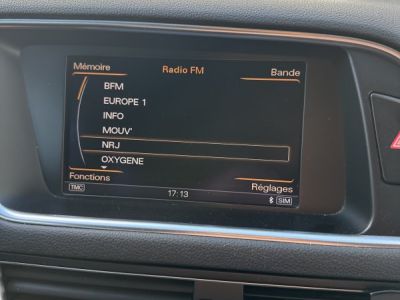 Mémoire Radio FM Bande
BFM
EUROPE 1
INFO
MOUV'
NRJ
OXYGENE
Fonctions Réglages
TMC 17:13 SIM